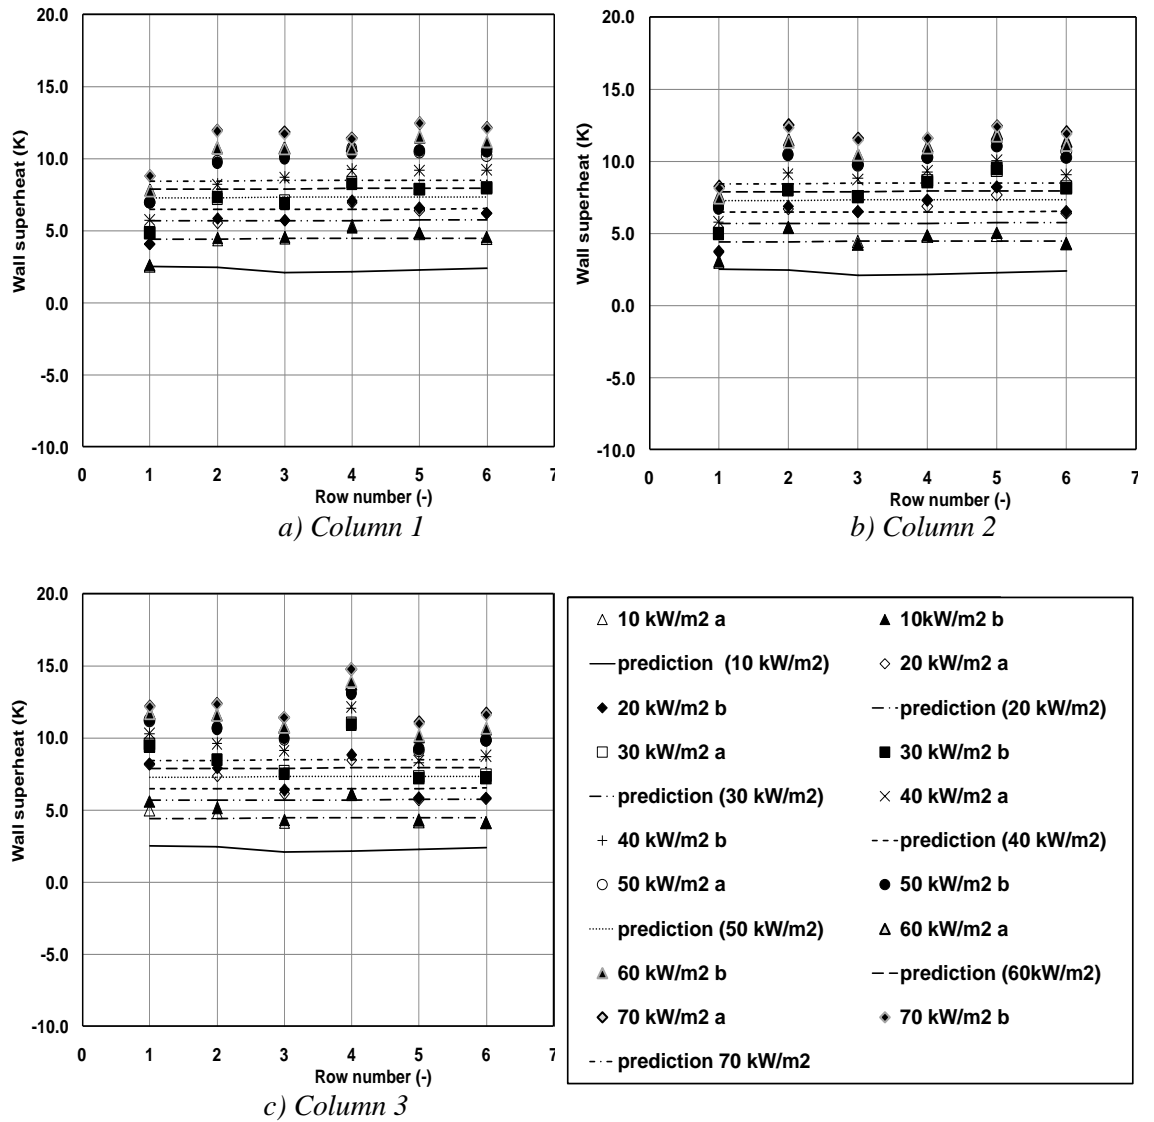 20.0
15.0
10.0
5.0
0.0
-5.0
-10.0
Wall superheat (K)
0 1 2 3 4 5 6 7
Row number (-)
a) Column 1
20.0
15.0
10.0
5.0
0.0
-5.0
-10.0
Wall superheat (K)
0 1 2 3 4 5 6 7
Row number (-)
b) Column 2
20.0
15.0
10.0
5.0
0.0
-5.0
-10.0
Wall superheat (K)
0 1 2 3 4 5 6 7
Row number (-)
c) Column 3
10 kW/m2 a
10kW/m2 b
prediction (10 kW/m2)
20 kW/m2 a
20 kW/m2 b
prediction (20 kW/m2)
30 kW/m2 a
30 kW/m2 b
prediction (30 kW/m2)
40 kW/m2 a
40 kW/m2 b
prediction (40 kW/m2)
50 kW/m2 a
50 kW/m2 b
prediction (50 kW/m2)
60 kW/m2 a
60 kW/m2 b
prediction (60kW/m2)
70 kW/m2 a
70 kW/m2 b
prediction 70 kW/m2